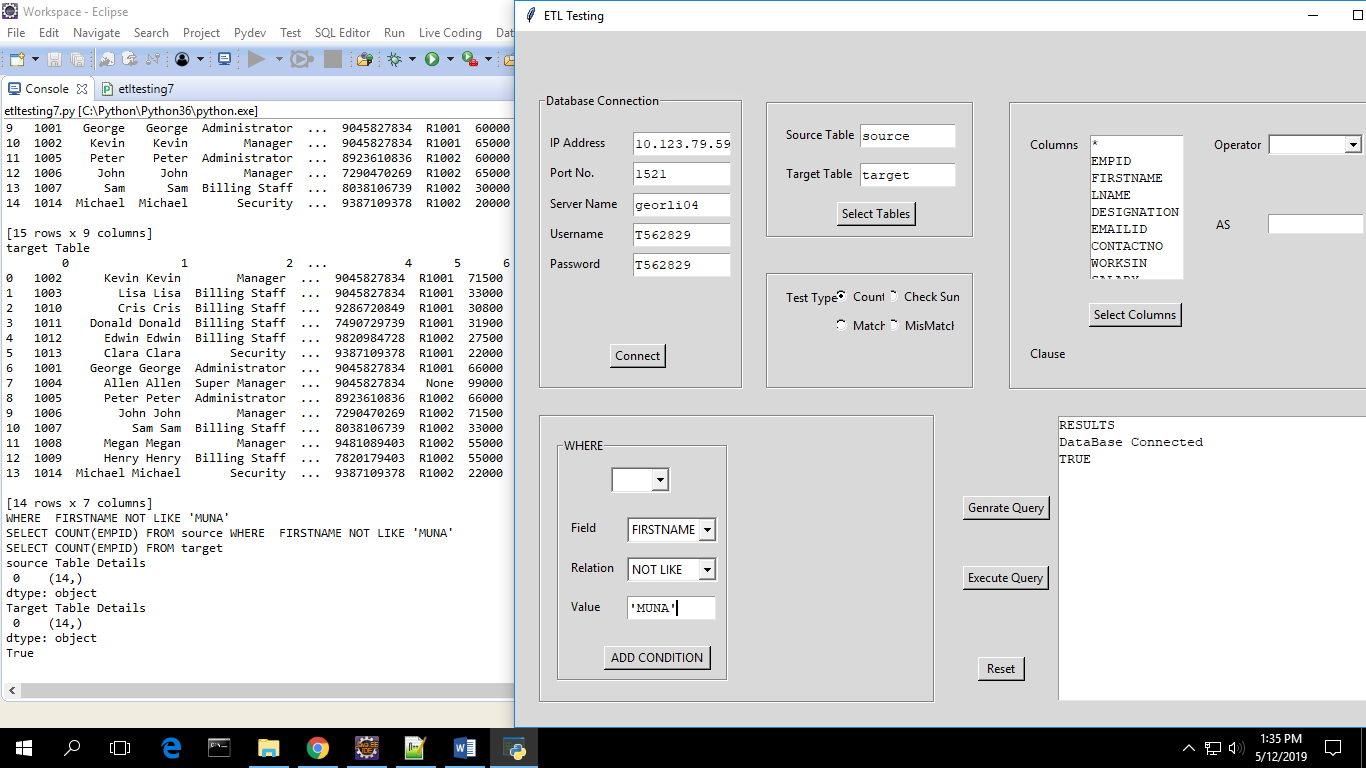 Workspace - Eclipse
File Edit Navigate Search Project Pydev Test SQL Editor Run Live Coding Dat
Console etltesting7
etltesting7.py [C:\Python\Python36\python.exe]
9 1001 George George Administrator ... 9045827834 R1001 60000
10 1002 Kevin Kevin Manager ... 9045827834 R1001 65000
11 1005 Peter Peter Administrator ... 8923610836 R1002 60000
12 1006 John John Manager ... 7290470269 R1002 65000
13 1007 Sam Sam Billing Staff ... 8038106739 R1002 30000
14 1014 Michael Michael Security ... 9387109378 R1002 20000
[15 rows x 9 columns]
target Table
0 1 2 ... 4 5 6
0 1002 Kevin Kevin Manager ... 9045827834 R1001 71500
1 1003 Lisa Lisa Billing Staff ... 9045827834 R1001 33000
2 1010 Cris Cris Billing Staff ... 9286720849 R1001 30800
3 1011 Donald Donald Billing Staff ... 7490729739 R1001 31900
4 1012 Edwin Edwin Billing Staff ... 9820984728 R1002 27500
5 1013 Clara Clara Security ... 9387109378 R1001 22000
6 1001 George George Administrator ... 9045827834 R1001 66000
7 1004 Allen Allen Super Manager ... 9045827834 None 99000
8 1005 Peter Peter Administrator ... 8923610836 R1002 66000
9 1006 John John Manager ... 7290470269 R1002 71500
10 1007 Sam Sam Billing Staff ... 8038106739 R1002 33000
11 1008 Megan Megan Manager ... 9481089403 R1002 55000
12 1009 Henry Henry Billing Staff ... 7820179403 R1002 55000
13 1014 Michael Michael Security ... 9387109378 R1002 22000
[14 rows x 7 columns]
WHERE FIRSTNAME NOT LIKE 'MUNA'
SELECT COUNT(EMPID) FROM source WHERE FIRSTNAME NOT LIKE 'MUNA'
SELECT COUNT(EMPID) FROM target
source Table Details
0 (14,)
dtype: object
Target Table Details
0 (14,)
dtype: object
True
ETL Testing
Database Connection
IP Address 10.123.79.59
Port No. 1521
Server Name georli04
Username T562829
Password T562829
Connect
Source Table source
Target Table target
Select Tables
Test Type Count Check Sum
Match MisMatch
Columns
*
EMPID
FIRSTNAME
LNAME
DESIGNATION
EMAILID
CONTACTNO
WORKSIN
SALARY
Operator
AS
Select Columns
Clause
WHERE
Field FIRSTNAME
Relation NOT LIKE
Value 'MUNA'
ADD CONDITION
Genrate Query
Execute Query
Reset
RESULTS
DataBase Connected
TRUE
1:35 PM
5/12/2019